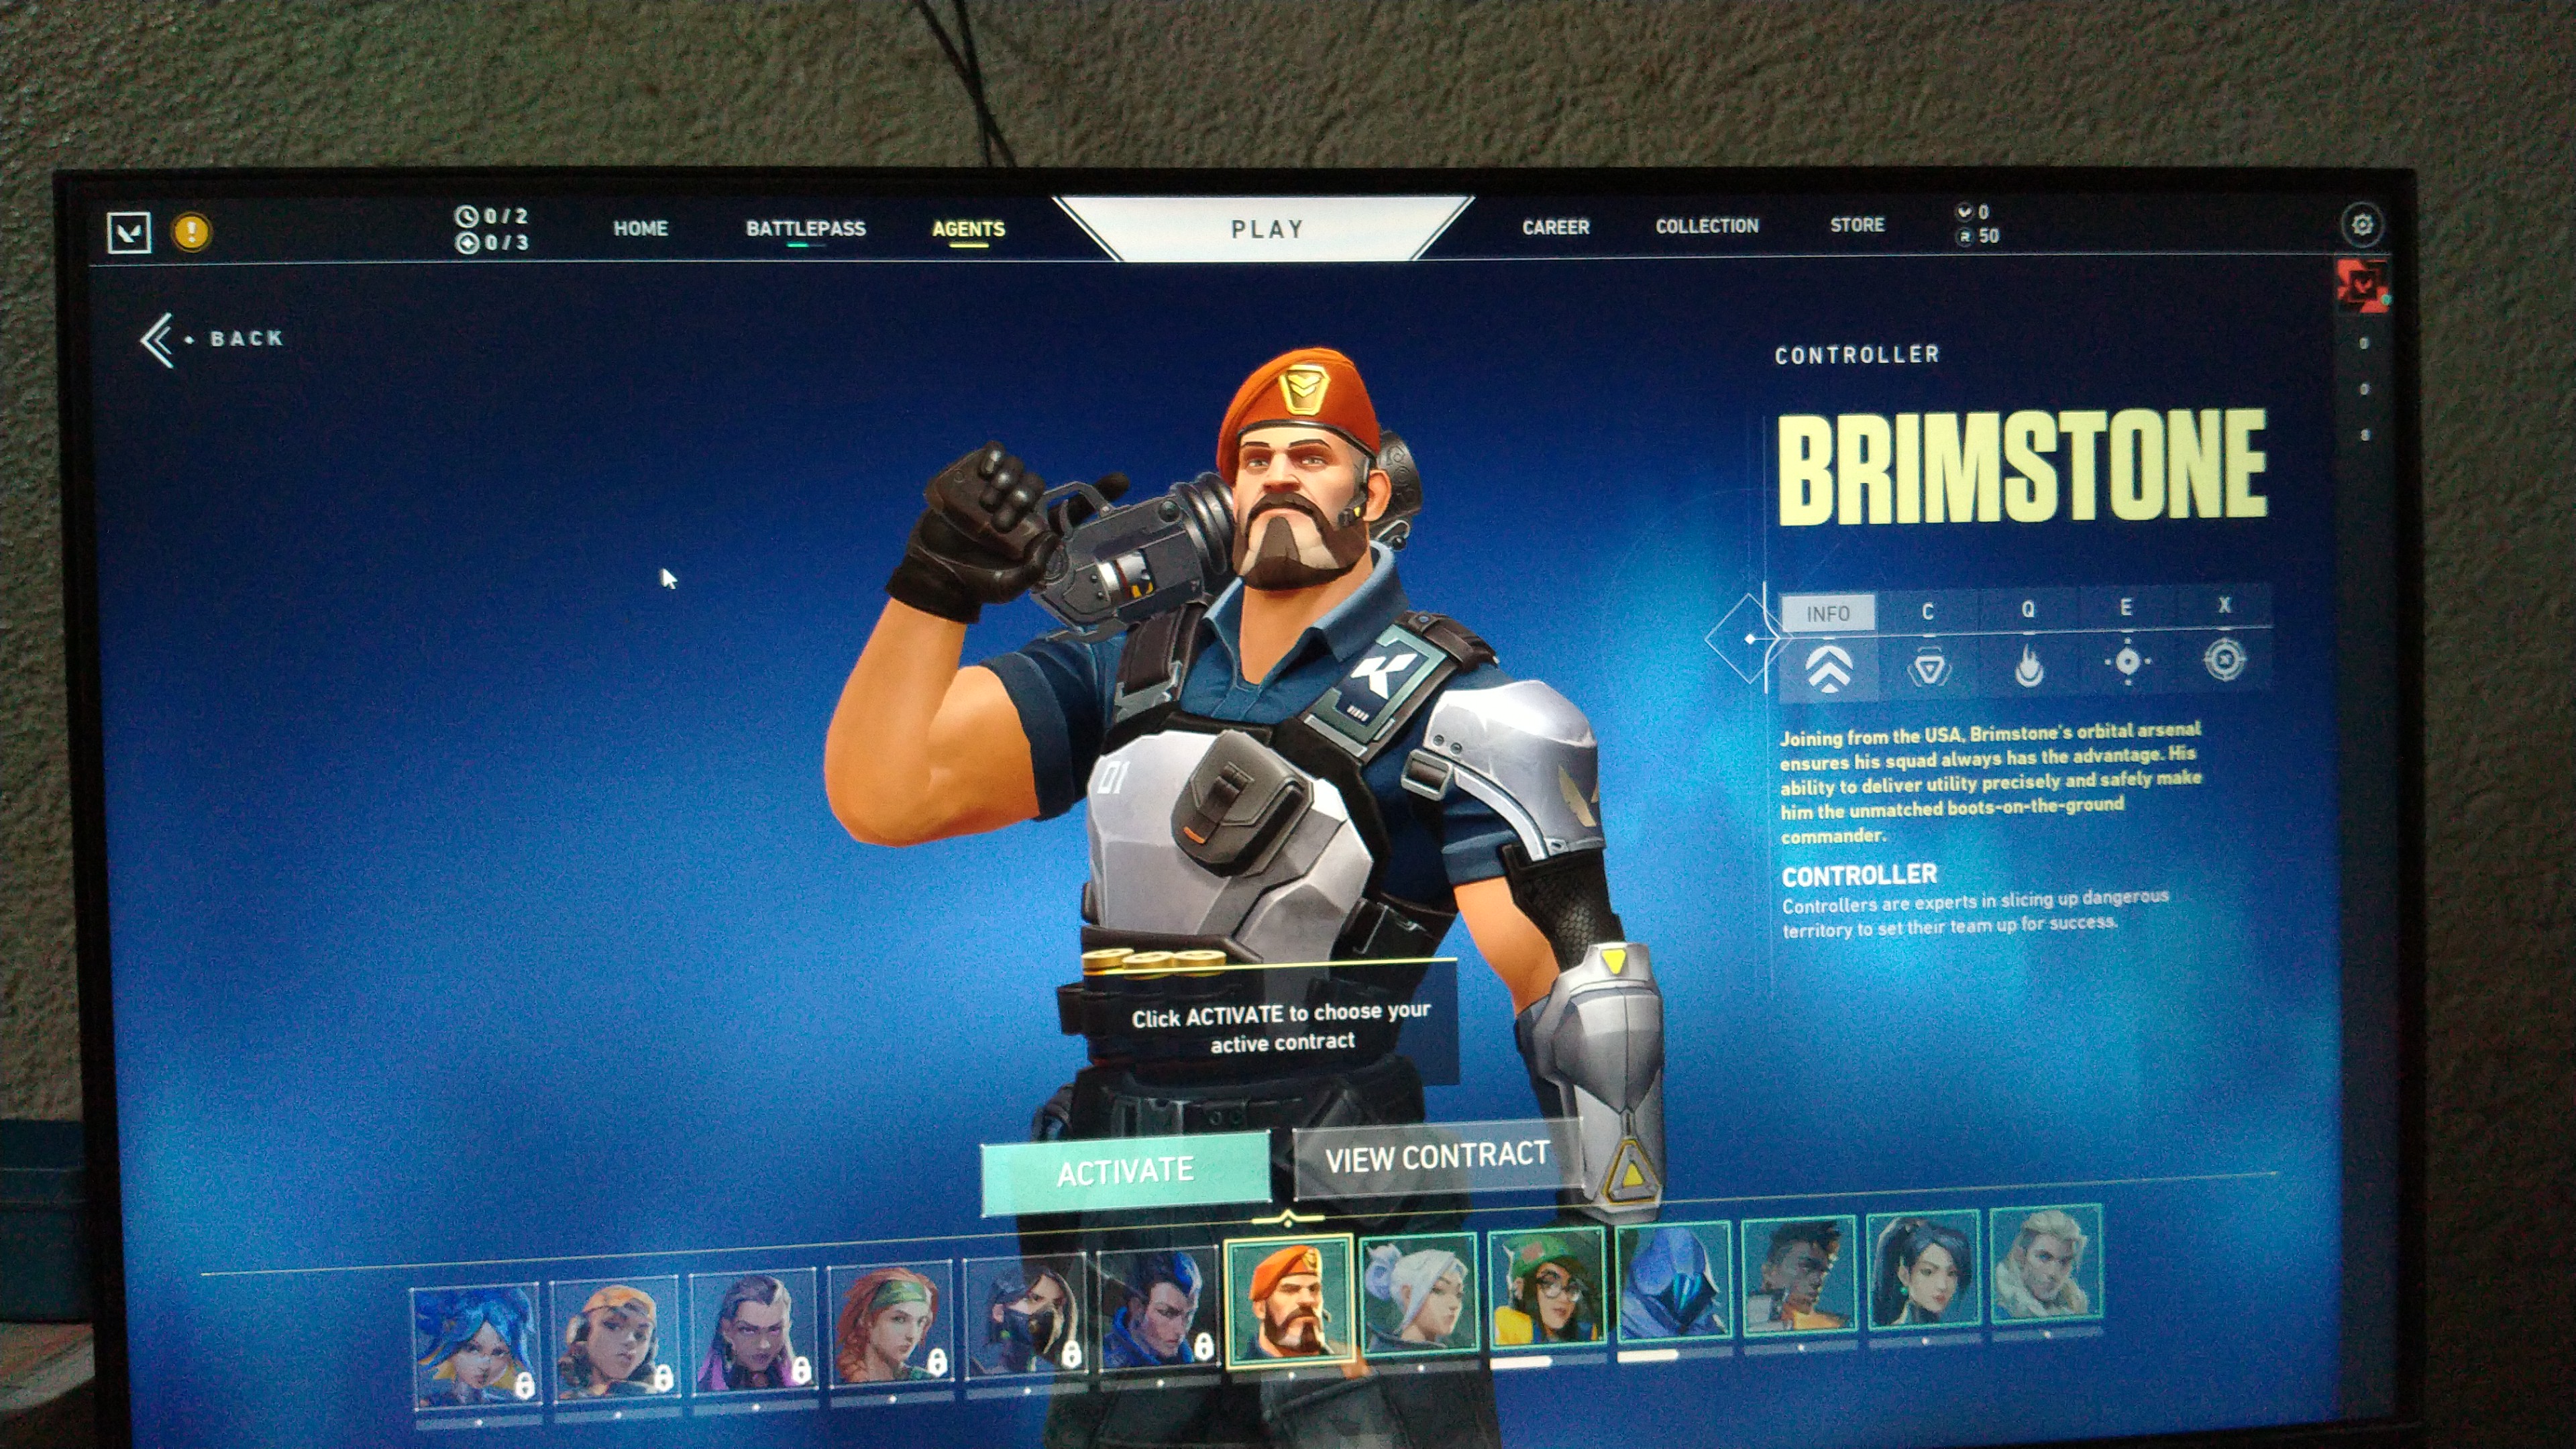 0/2
0/3
HOME
BATTLEPASS
AGENTS
PLAY
CAREER
COLLECTION
STORE
0
R 50
BACK
CONTROLLER
BRIMSTONE
INFO
C
Q
E
X
Joining from the USA, Brimstone's orbital arsenal
ensures his squad always has the advantage. His
ability to deliver utility precisely and safely make
him the unmatched boots-on-the-ground
commander.
CONTROLLER
Controllers are experts in slicing up dangerous
territory to set their team up for success.
01
Click ACTIVATE to choose your
active contract
ACTIVATE
VIEW CONTRACT